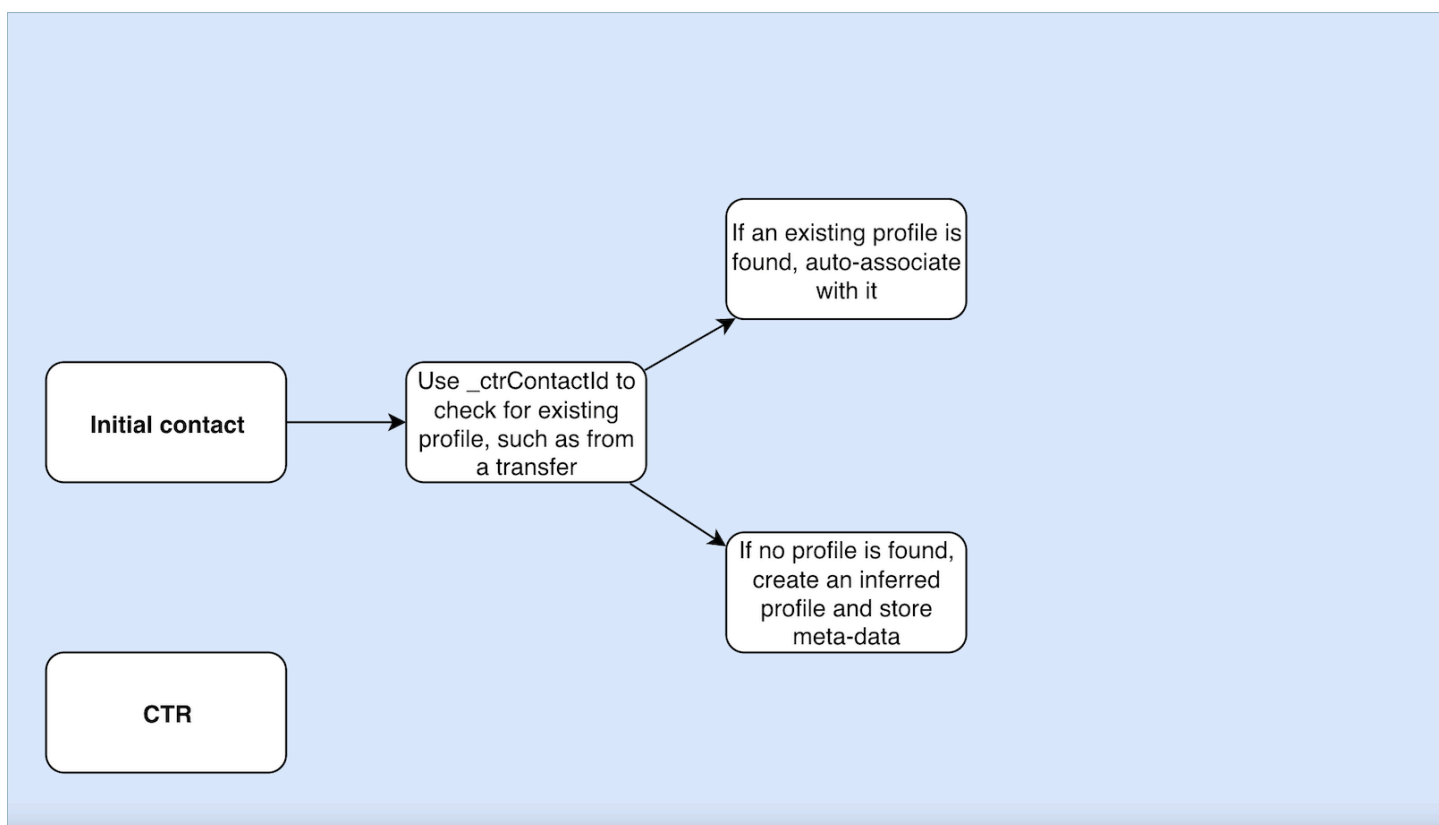 If an existing profile is
found, auto-associate
with it
Initial contact
Use _ctrContactId to
check for existing
profile, such as from
a transfer
If no profile is found,
create an inferred
profile and store
meta-data
CTR